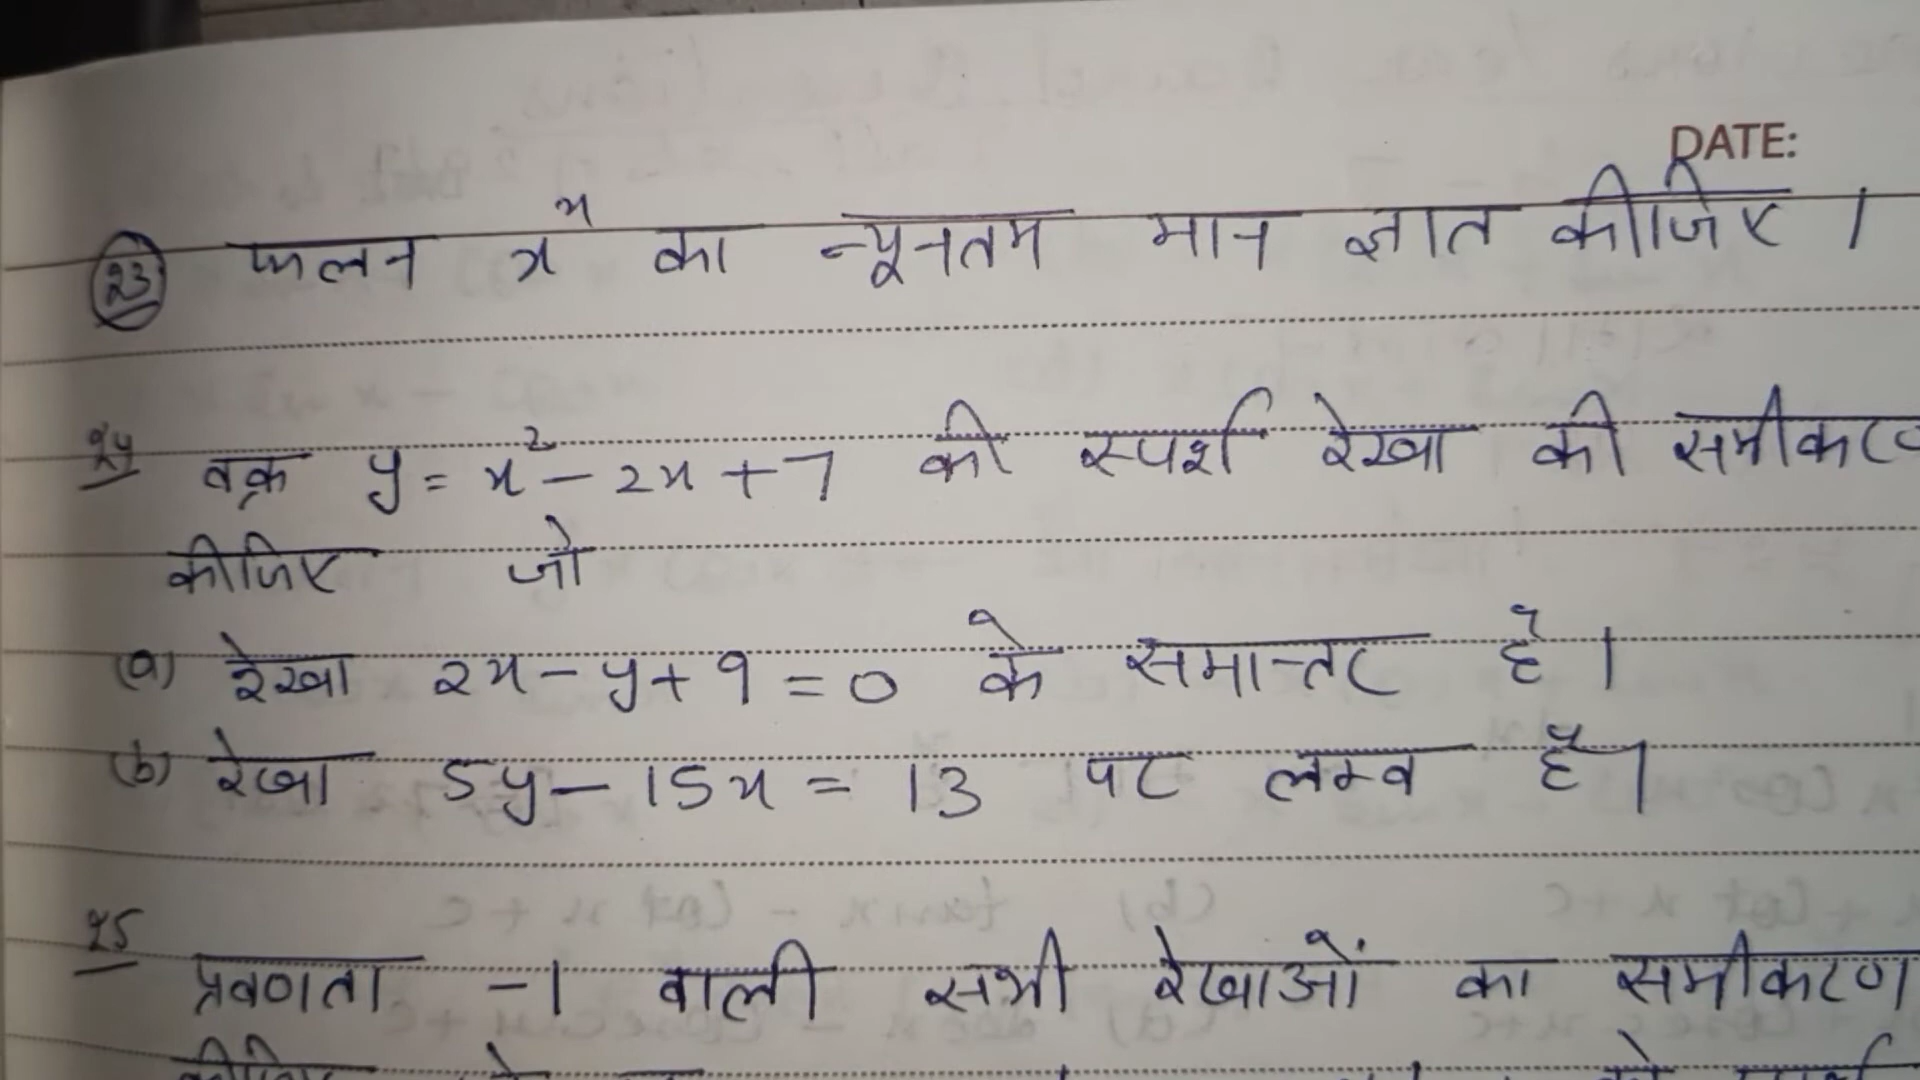 DATE:
23 फलन x^x का न्यूनतम मान ज्ञात कीजिए ।
24 वक्र y = x² - 2x + 7 की स्पर्श रेखा की समीकरण
कीजिए जो
(a) रेखा 2x - y + 9 = 0 के समान्तर है ।
(b) रेखा 5y - 15x = 13 पर लम्ब है ।
25 प्रवणता -1 वाली सभी रेखाओं का समीकरण